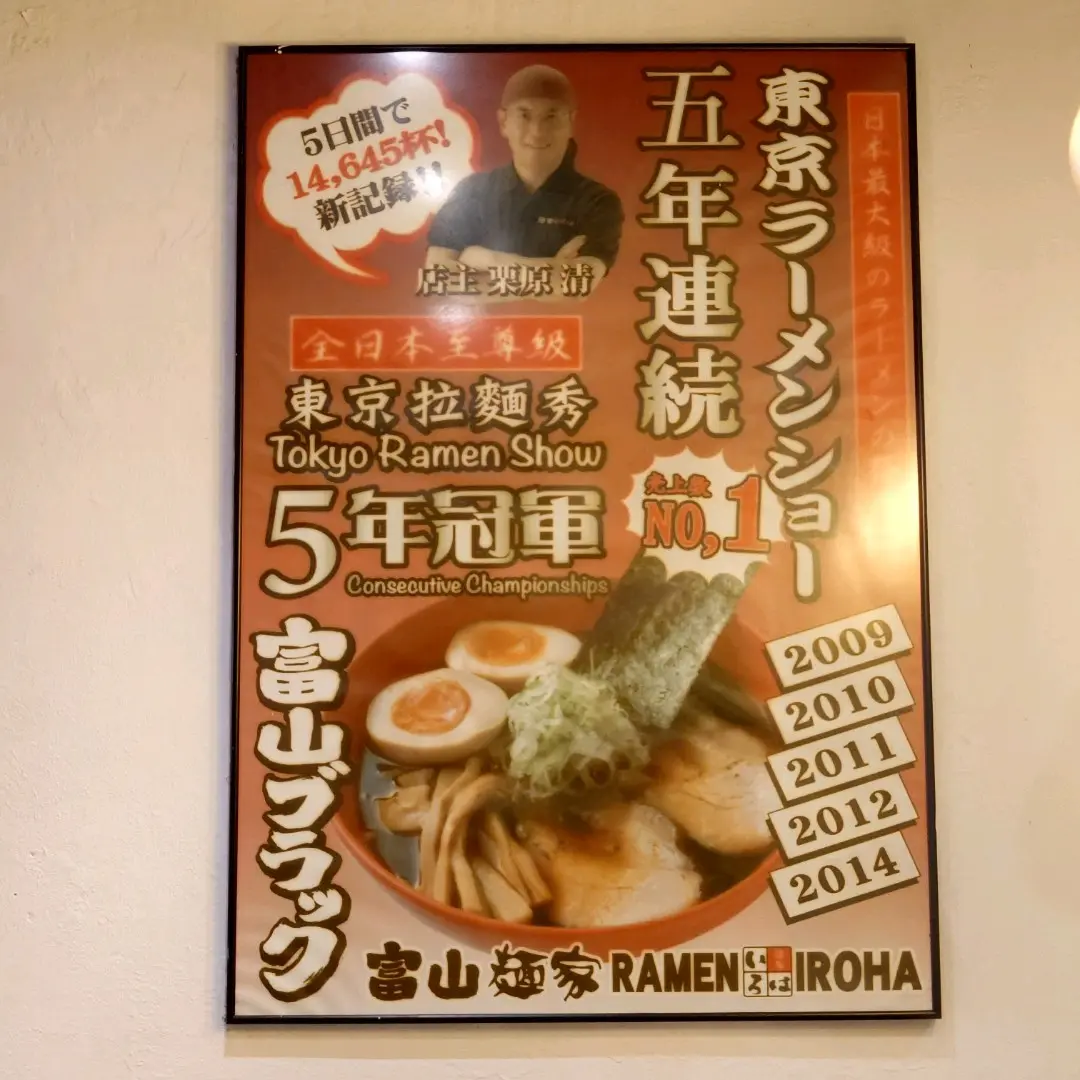 日本最大級のラーメンの
東京ラーメンショー
五年連続
売上数
NO,1
5日間で
14,645杯!
新記録!!
店主 栗原 清
全日本至尊級
東京拉麵秀
Tokyo Ramen Show
5年冠軍
Consecutive Championships
富山ブラック
2009
2010
2011
2012
2014
富山麺家 RAMEN いろは IROHA